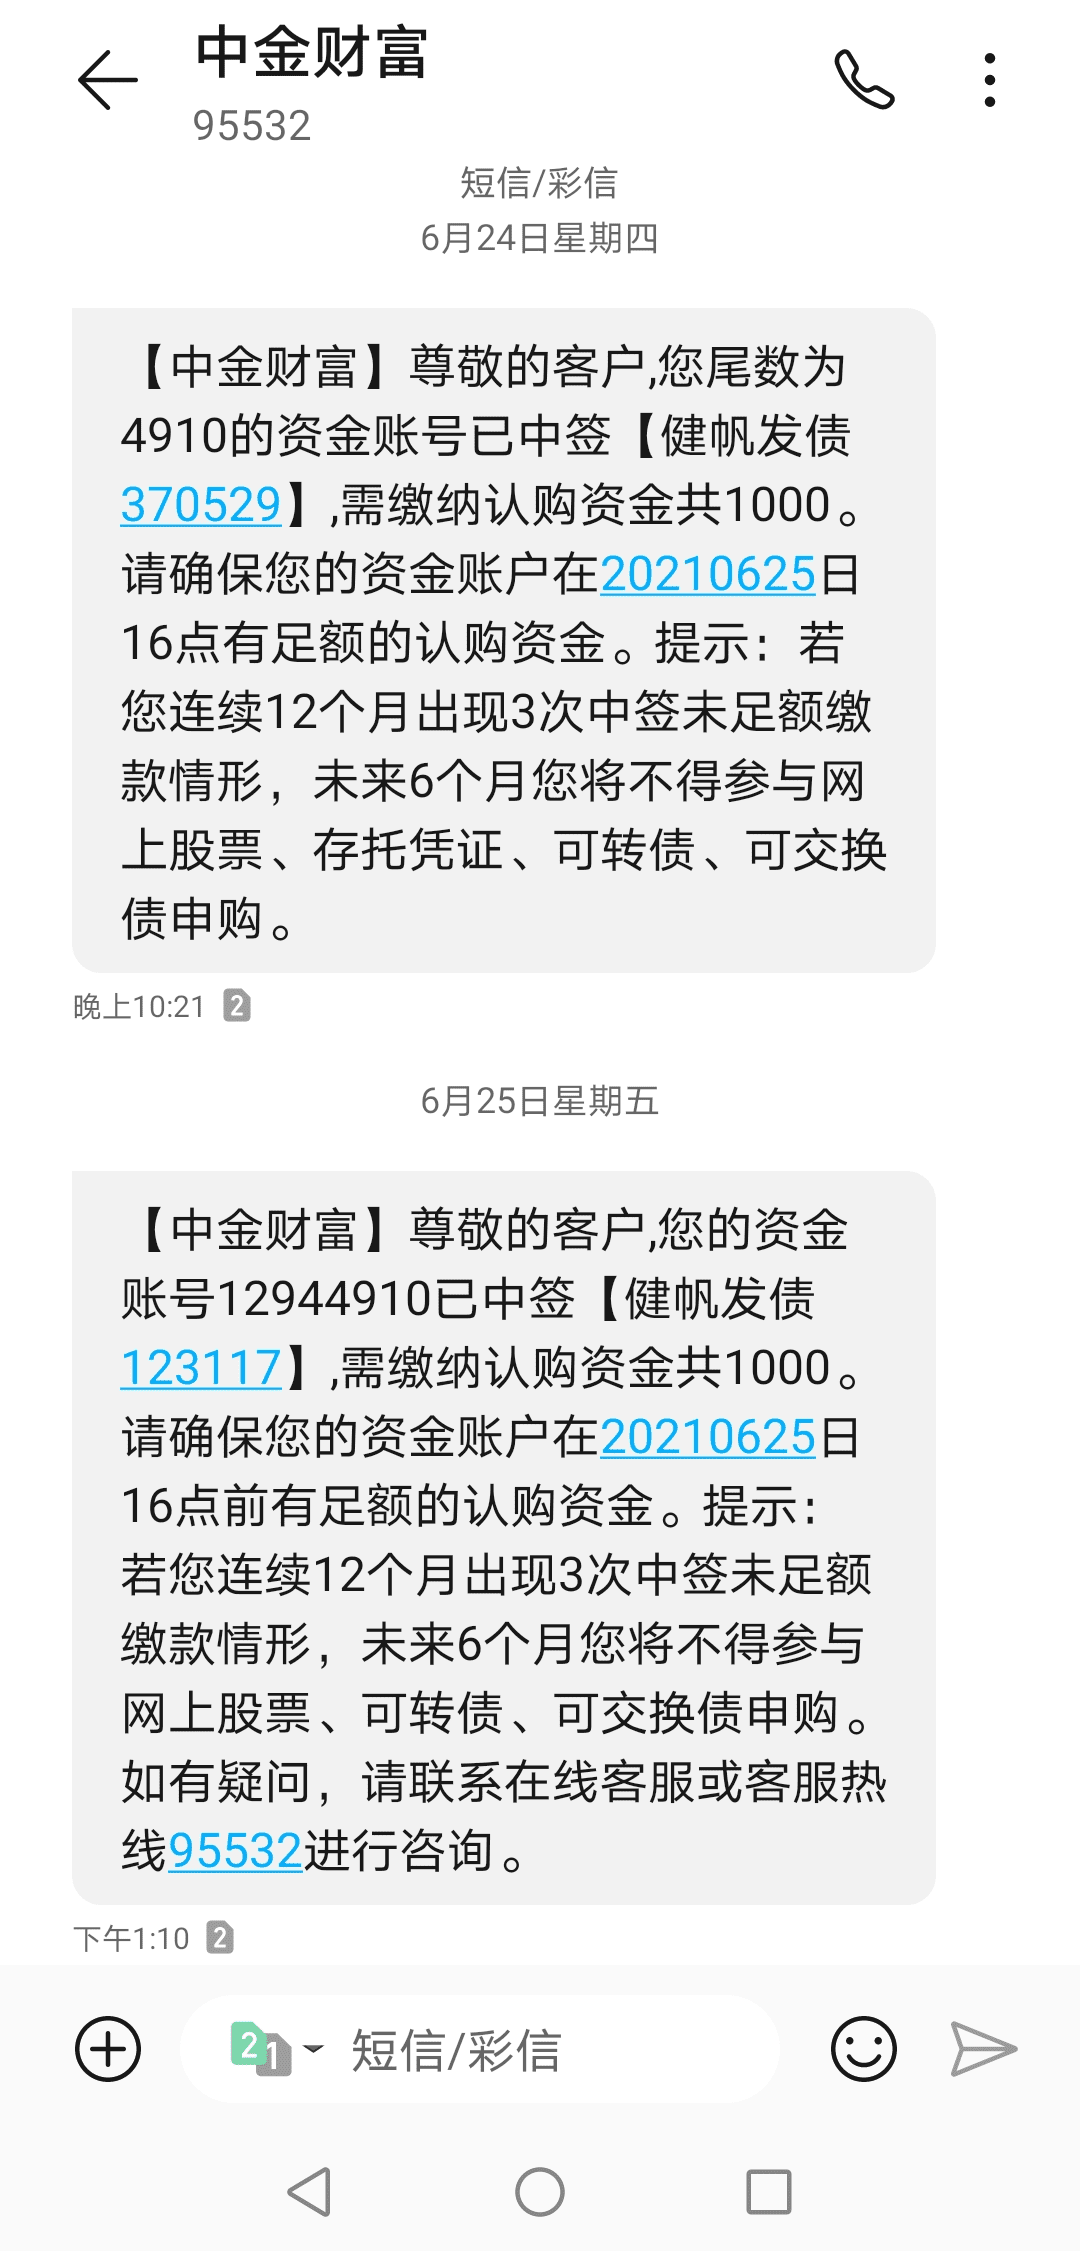 中金财富
95532
短信/彩信
6月24日星期四
【中金财富】尊敬的客户,您尾数为
4910的资金账号已中签【健帆发债
370529】,需缴纳认购资金共1000。
请确保您的资金账户在20210625日
16点有足额的认购资金。提示：若
您连续12个月出现3次中签未足额缴
款情形，未来6个月您将不得参与网
上股票、存托凭证、可转债、可交换
债申购。
晚上10:21 2
6月25日星期五
【中金财富】尊敬的客户,您的资金
账号12944910已中签【健帆发债
123117】,需缴纳认购资金共1000。
请确保您的资金账户在20210625日
16点前有足额的认购资金。提示：
若您连续12个月出现3次中签未足额
缴款情形，未来6个月您将不得参与
网上股票、可转债、可交换债申购。
如有疑问，请联系在线客服或客服热
线95532进行咨询。
下午1:10 2
2 1 短信/彩信